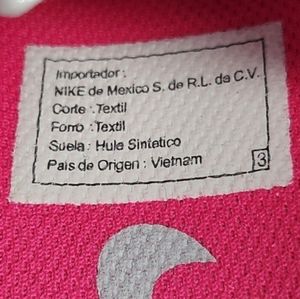 Importador :
NIKE de Mexico S. de R.L. de C.V.
Corte : Textil
Forro : Textil
Suela : Hule Sintetico
Pais de Origen : Vietnam
3